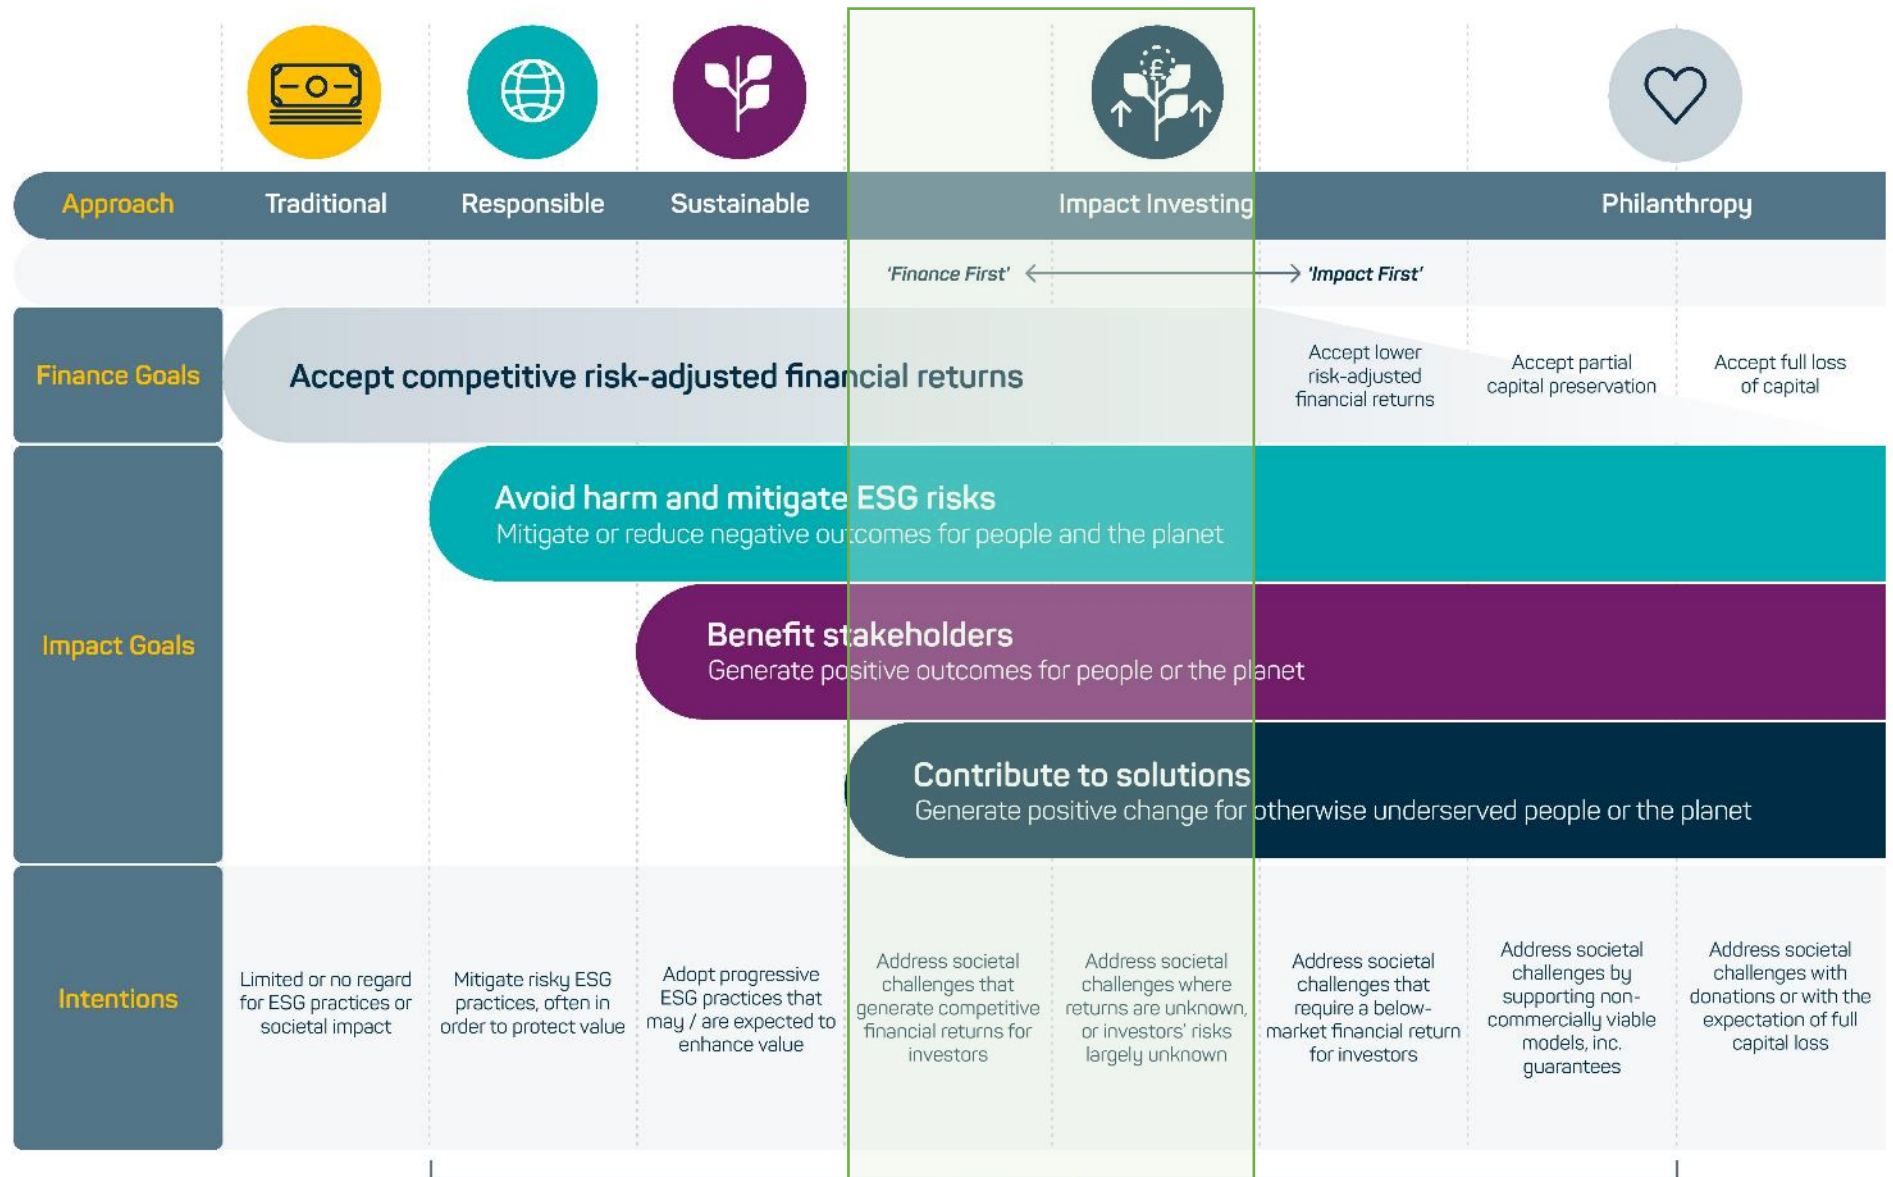 £
Approach
Traditional
Responsible
Sustainable
Impact Investing
Philanthropy
'Finance First'
'Impact First'
Finance Goals
Accept competitive risk-adjusted financial returns
Accept lower
risk-adjusted
financial returns
Accept partial
capital preservation
Accept full loss
of capital
Impact Goals
Avoid harm and mitigate ESG risks
Mitigate or reduce negative outcomes for people and the planet
Benefit stakeholders
Generate positive outcomes for people or the planet
Contribute to solutions
Generate positive change for otherwise underserved people or the planet
Intentions
Limited or no regard
for ESG practices or
societal impact
Mitigate risky ESG
practices, often in
order to protect value
Adopt progressive
ESG practices that
may / are expected to
enhance value
Address societal
challenges that
generate competitive
financial returns for
investors
Address societal
challenges where
returns are unknown,
or investors' risks
largely unknown
Address societal
challenges that
require a below-
market financial return
for investors
Address societal
challenges by
supporting non-
commercially viable
models, inc.
guarantees
Address societal
challenges with
donations or with the
expectation of full
capital loss